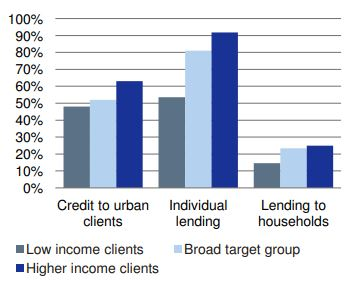 100%
90%
80%
70%
60%
50%
40%
30%
20%
10%
0%
Credit to urban Individual Lending to
clients lending households
Low income clients Broad target group
Higher income clients